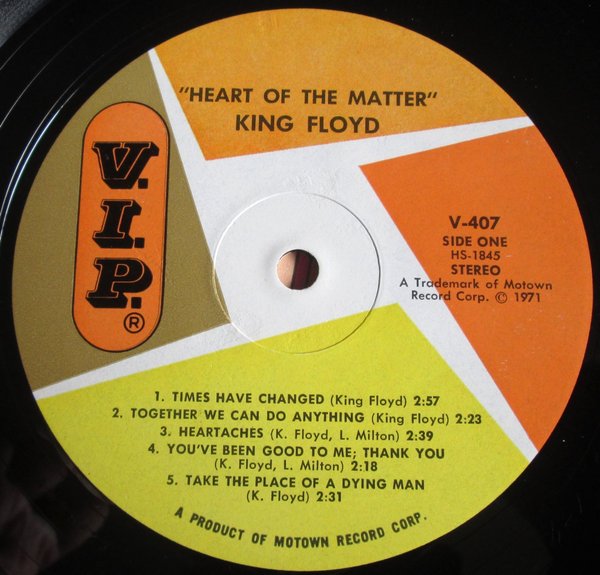 "HEART OF THE MATTER"
KING FLOYD
V.I.P.®
V-407
SIDE ONE
HS-1845
STEREO
A Trademark of Motown
Record Corp. © 1971
1. TIMES HAVE CHANGED (King Floyd) 2:57
2. TOGETHER WE CAN DO ANYTHING (King Floyd) 2:23
3. HEARTACHES (K. Floyd, L. Milton) 2:39
4. YOU'VE BEEN GOOD TO ME; THANK YOU
(K. Floyd, L. Milton) 2:18
5. TAKE THE PLACE OF A DYING MAN
(K. Floyd) 2:31
A PRODUCT OF MOTOWN RECORD CORP.